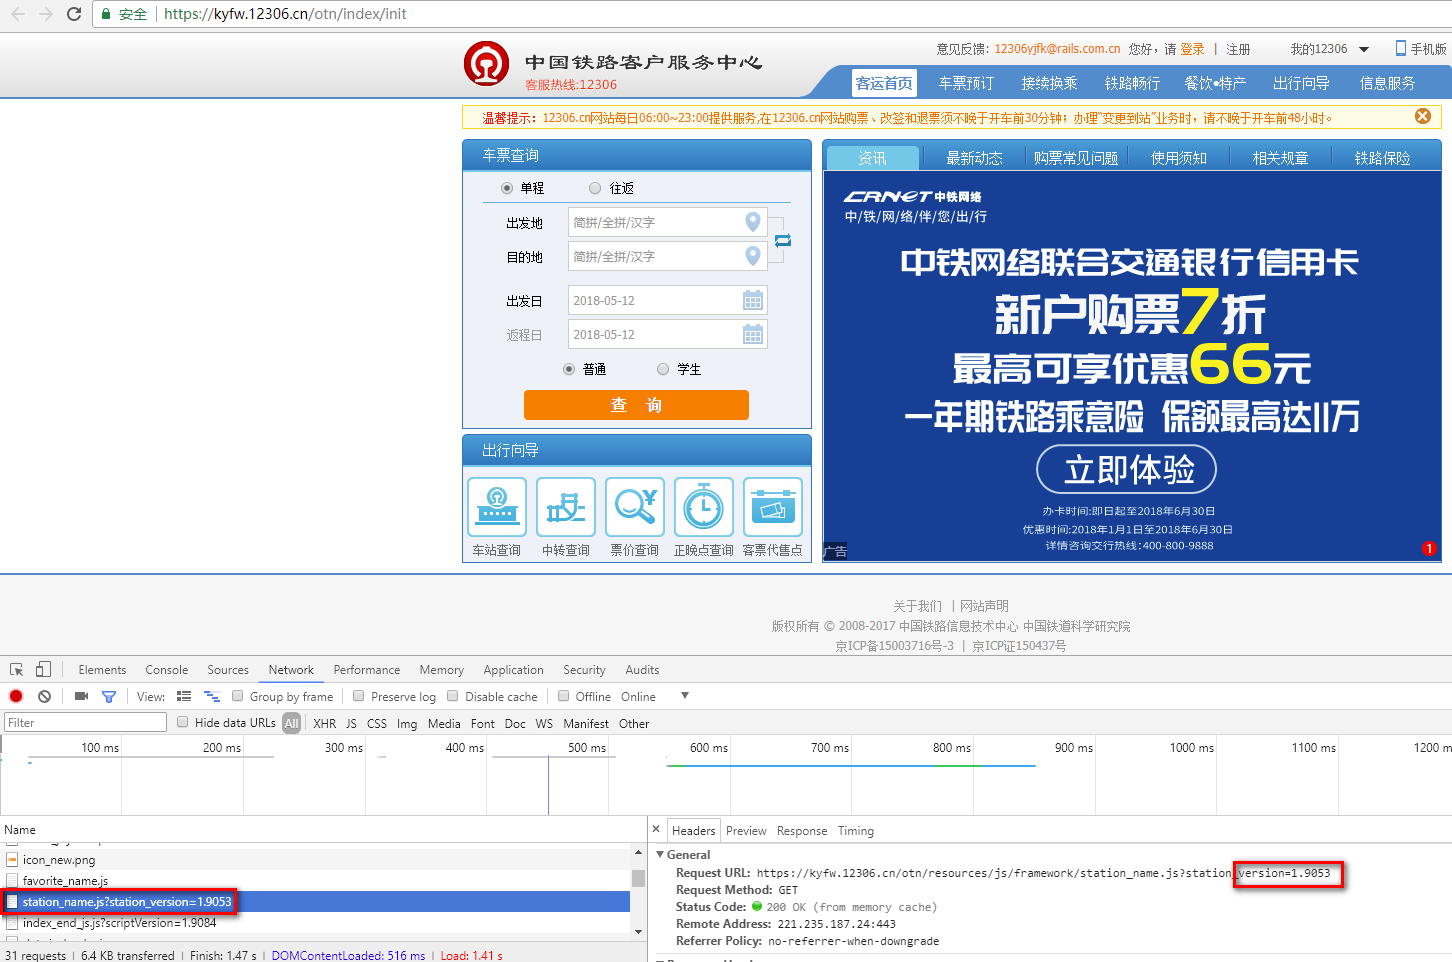 安全 | https://kyfw.12306.cn/otn/index/init
意见反馈: 12306yjfk@rails.com.cn 您好，请 登录 | 注册 我的12306 手机版
中国铁路客户服务中心
客服热线:12306
客运首页 车票预订 接续换乘 铁路畅行 餐饮•特产 出行向导 信息服务
温馨提示：12306.cn网站每日06:00~23:00提供服务,在12306.cn网站购票、改签和退票须不晚于开车前30分钟；办理“变更到站”业务时，请不晚于开车前48小时。
车票查询
单程 往返
出发地 简拼/全拼/汉字
目的地 简拼/全拼/汉字
出发日 2018-05-12
返程日 2018-05-12
普通 学生
查 询
出行向导
车站查询 中转查询 票价查询 正晚点查询 客票代售点
资讯 最新动态 购票常见问题 使用须知 相关规章 铁路保险
CRNET 中铁网络
中/铁/网/络/伴/您/出/行
中铁网络联合交通银行信用卡
新户购票7折
最高可享优惠66元
一年期铁路乘意险 保额最高达11万
立即体验
办卡时间:即日起至2018年6月30日
优惠时间:2018年1月1日至2018年6月30日
详情咨询交行热线:400-800-9888
广告
1
关于我们 | 网站声明
版权所有 © 2008-2017 中国铁路信息技术中心 中国铁道科学研究院
京ICP备15003716号-3 | 京ICP证150437号
Elements Console Sources Network Performance Memory Application Security Audits
View: Group by frame Preserve log Disable cache Offline Online
Filter Hide data URLs All XHR JS CSS Img Media Font Doc WS Manifest Other
100 ms 200 ms 300 ms 400 ms 500 ms 600 ms 700 ms 800 ms 900 ms 1000 ms 1100 ms 1200 m
Name
icon_new.png
favorite_name.js
station_name.js?station_version=1.9053
index_end_js.js?scriptVersion=1.9084
31 requests | 6.4 KB transferred | Finish: 1.47 s | DOMContentLoaded: 516 ms | Load: 1.41 s
× Headers Preview Response Timing
General
Request URL: https://kyfw.12306.cn/otn/resources/js/framework/station_name.js?station_version=1.9053
Request Method: GET
Status Code: 200 OK (from memory cache)
Remote Address: 221.235.187.24:443
Referrer Policy: no-referrer-when-downgrade